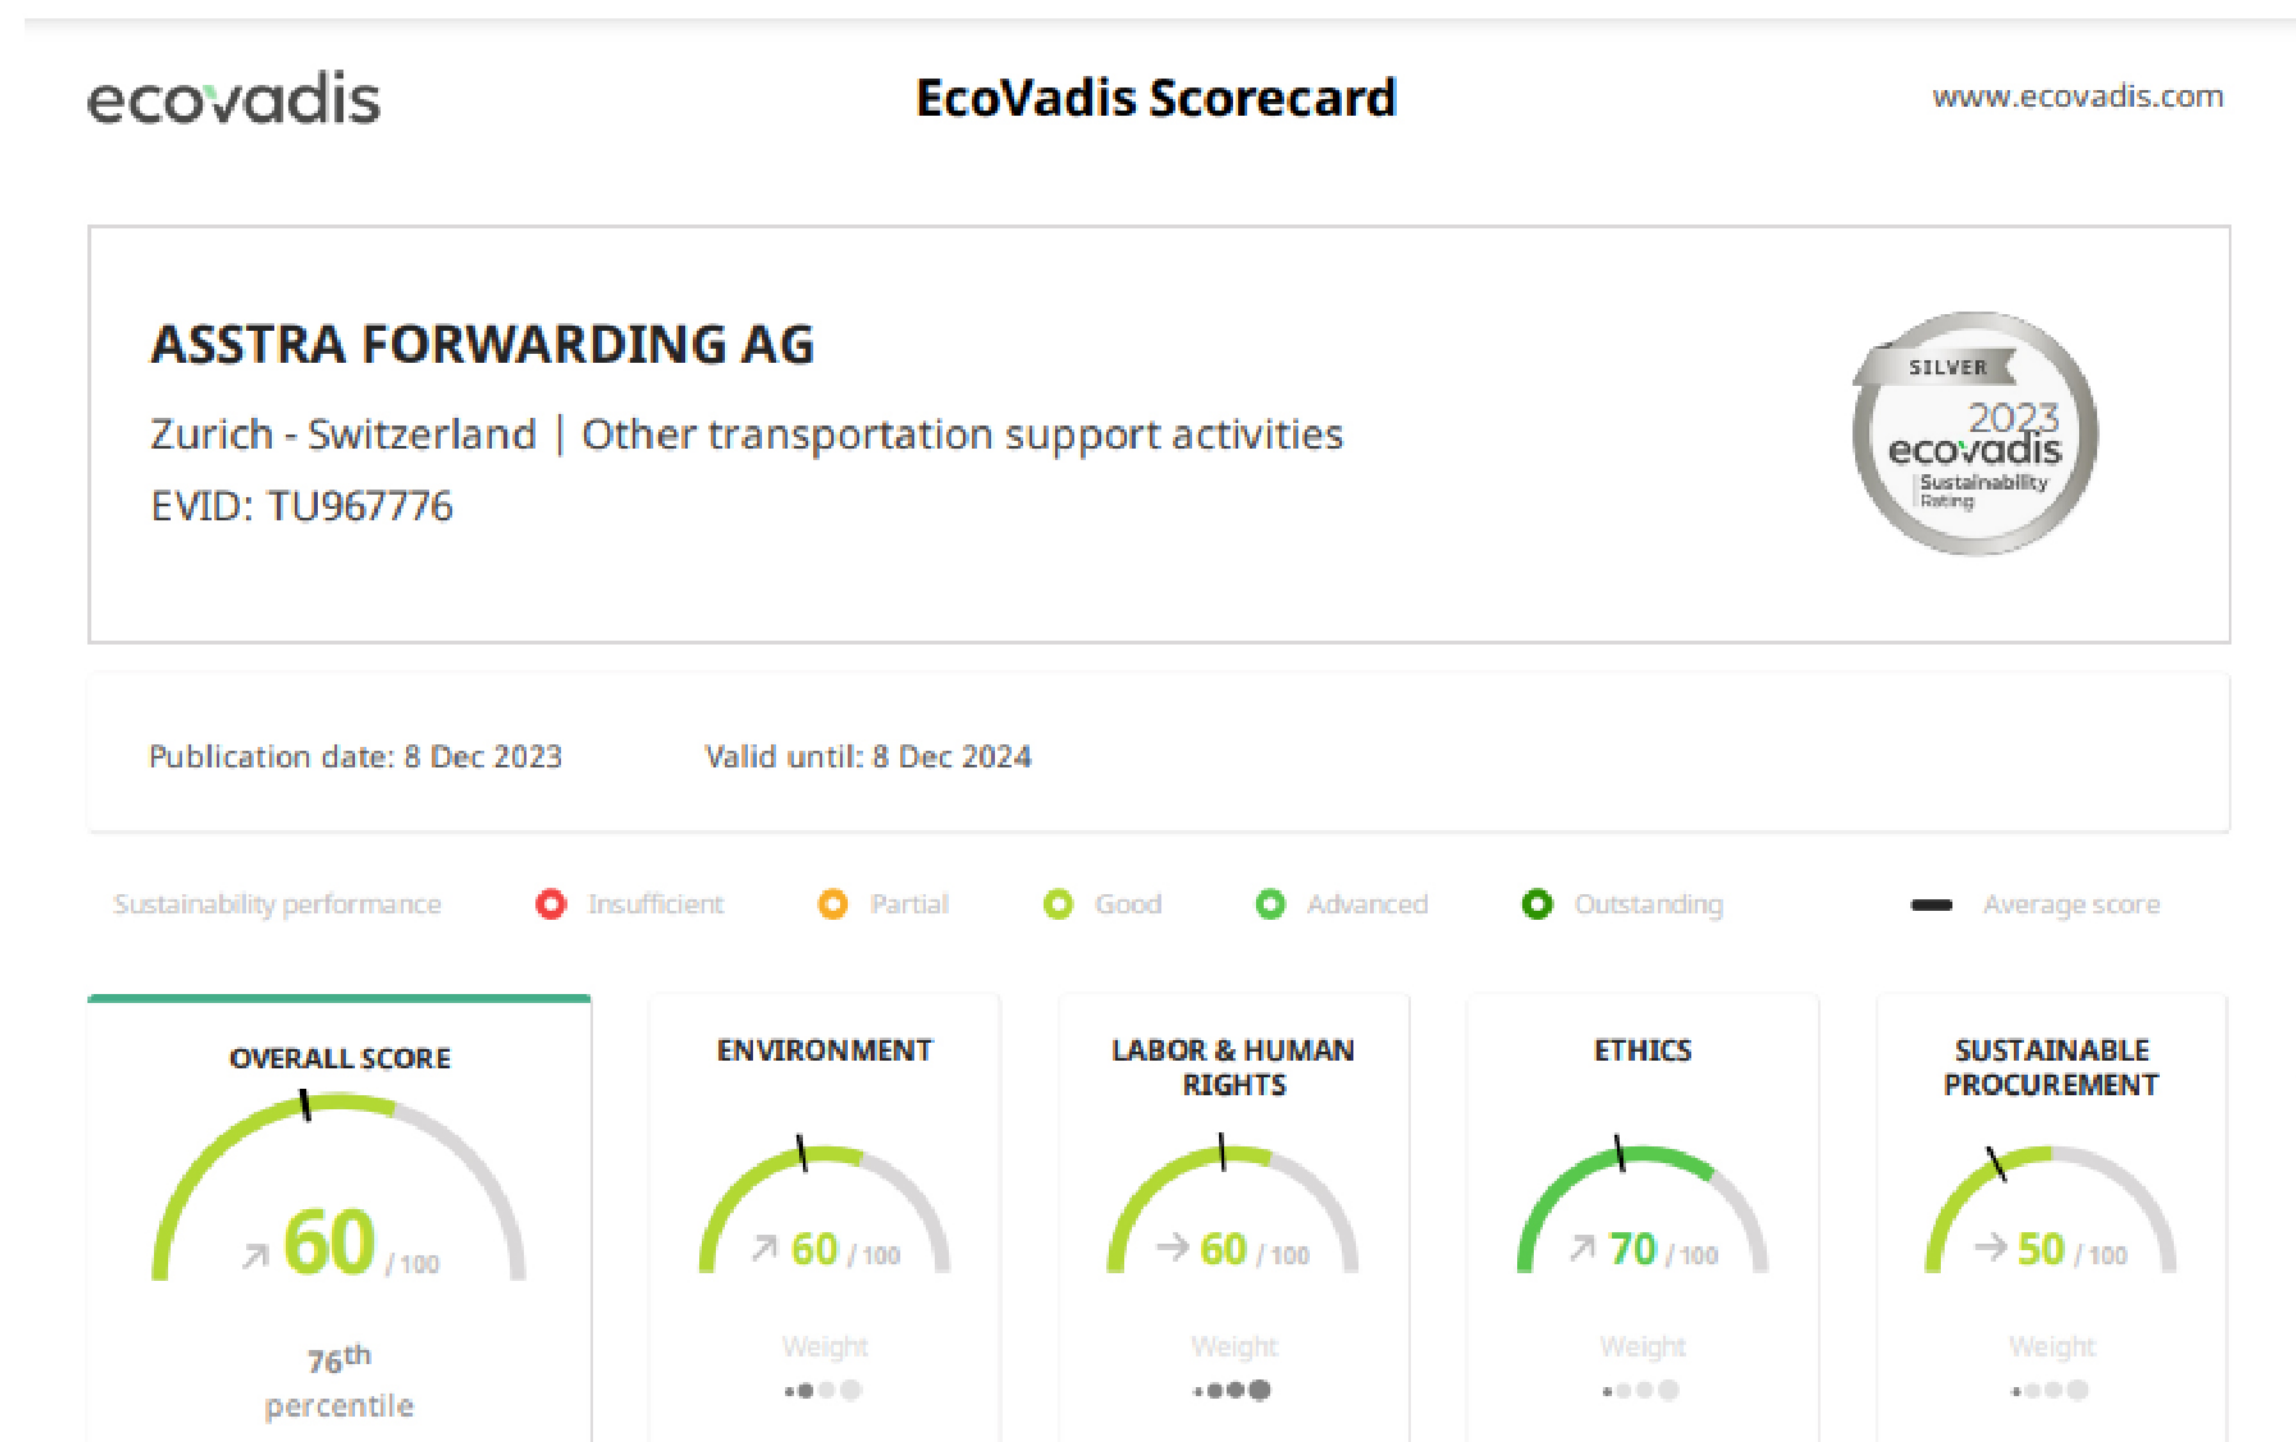 ecovadis
EcoVadis Scorecard
www.ecovadis.com
ASSTRA FORWARDING AG
Zurich - Switzerland | Other transportation support activities
EVID: TU967776
SILVER
2023
ecovadis
Sustainability
Rating
Publication date: 8 Dec 2023
Valid until: 8 Dec 2024
Sustainability performance
Insufficient
Partial
Good
Advanced
Outstanding
Average score
OVERALL SCORE
60 / 100
76th
percentile
ENVIRONMENT
60 / 100
Weight
LABOR & HUMAN
RIGHTS
60 / 100
Weight
ETHICS
70 / 100
Weight
SUSTAINABLE
PROCUREMENT
50 / 100
Weight